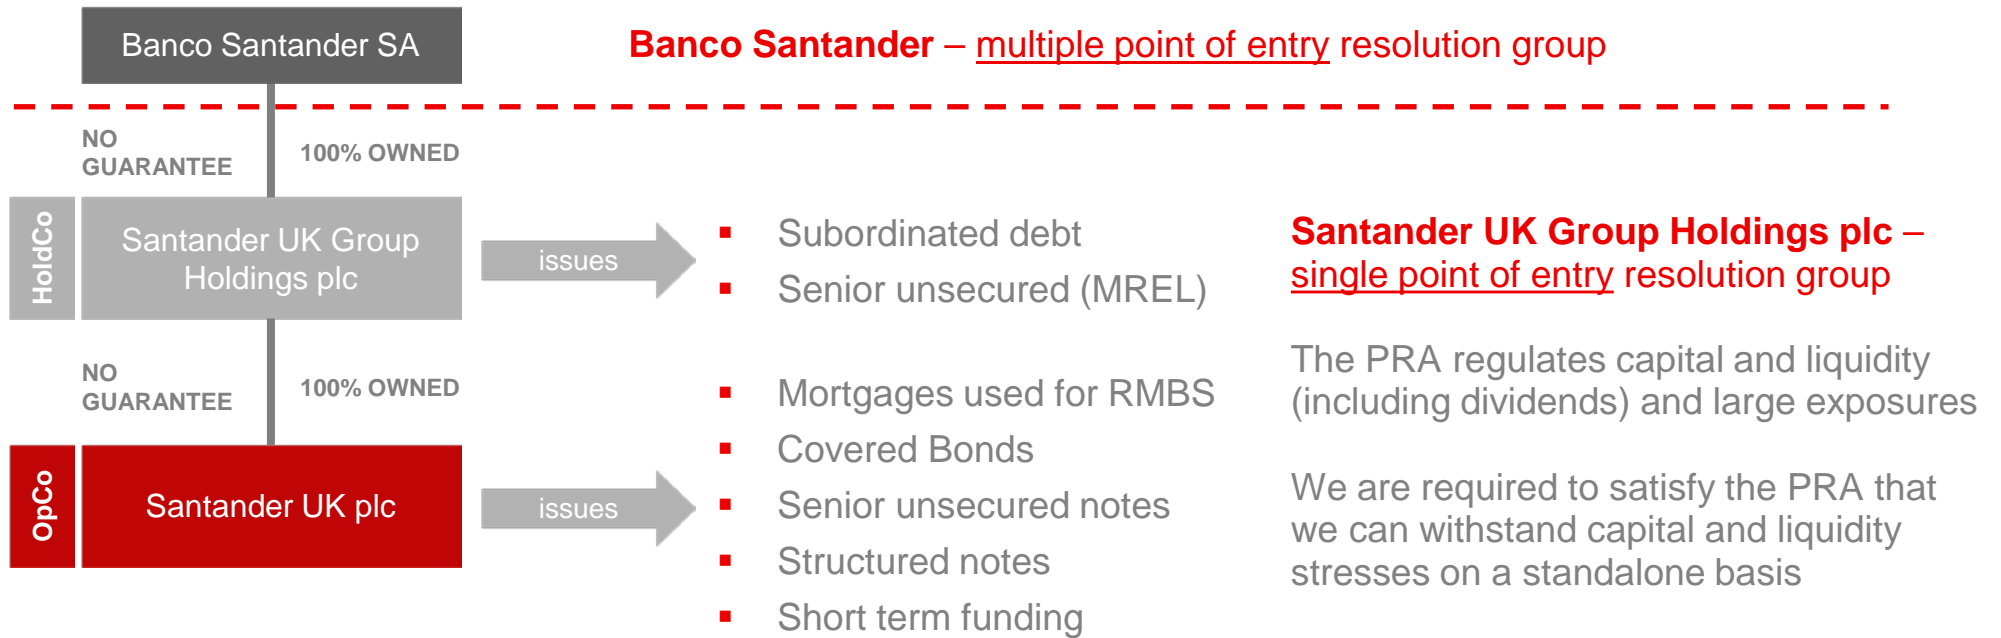 Banco Santander SA
Banco Santander – multiple point of entry resolution group
NO
GUARANTEE
100% OWNED
HoldCo
Santander UK Group
Holdings plc
issues
▪ Subordinated debt
▪ Senior unsecured (MREL)
Santander UK Group Holdings plc –
single point of entry resolution group
NO
GUARANTEE
100% OWNED
OpCo
Santander UK plc
issues
▪ Mortgages used for RMBS
▪ Covered Bonds
▪ Senior unsecured notes
▪ Structured notes
▪ Short term funding
The PRA regulates capital and liquidity
(including dividends) and large exposures
We are required to satisfy the PRA that
we can withstand capital and liquidity
stresses on a standalone basis